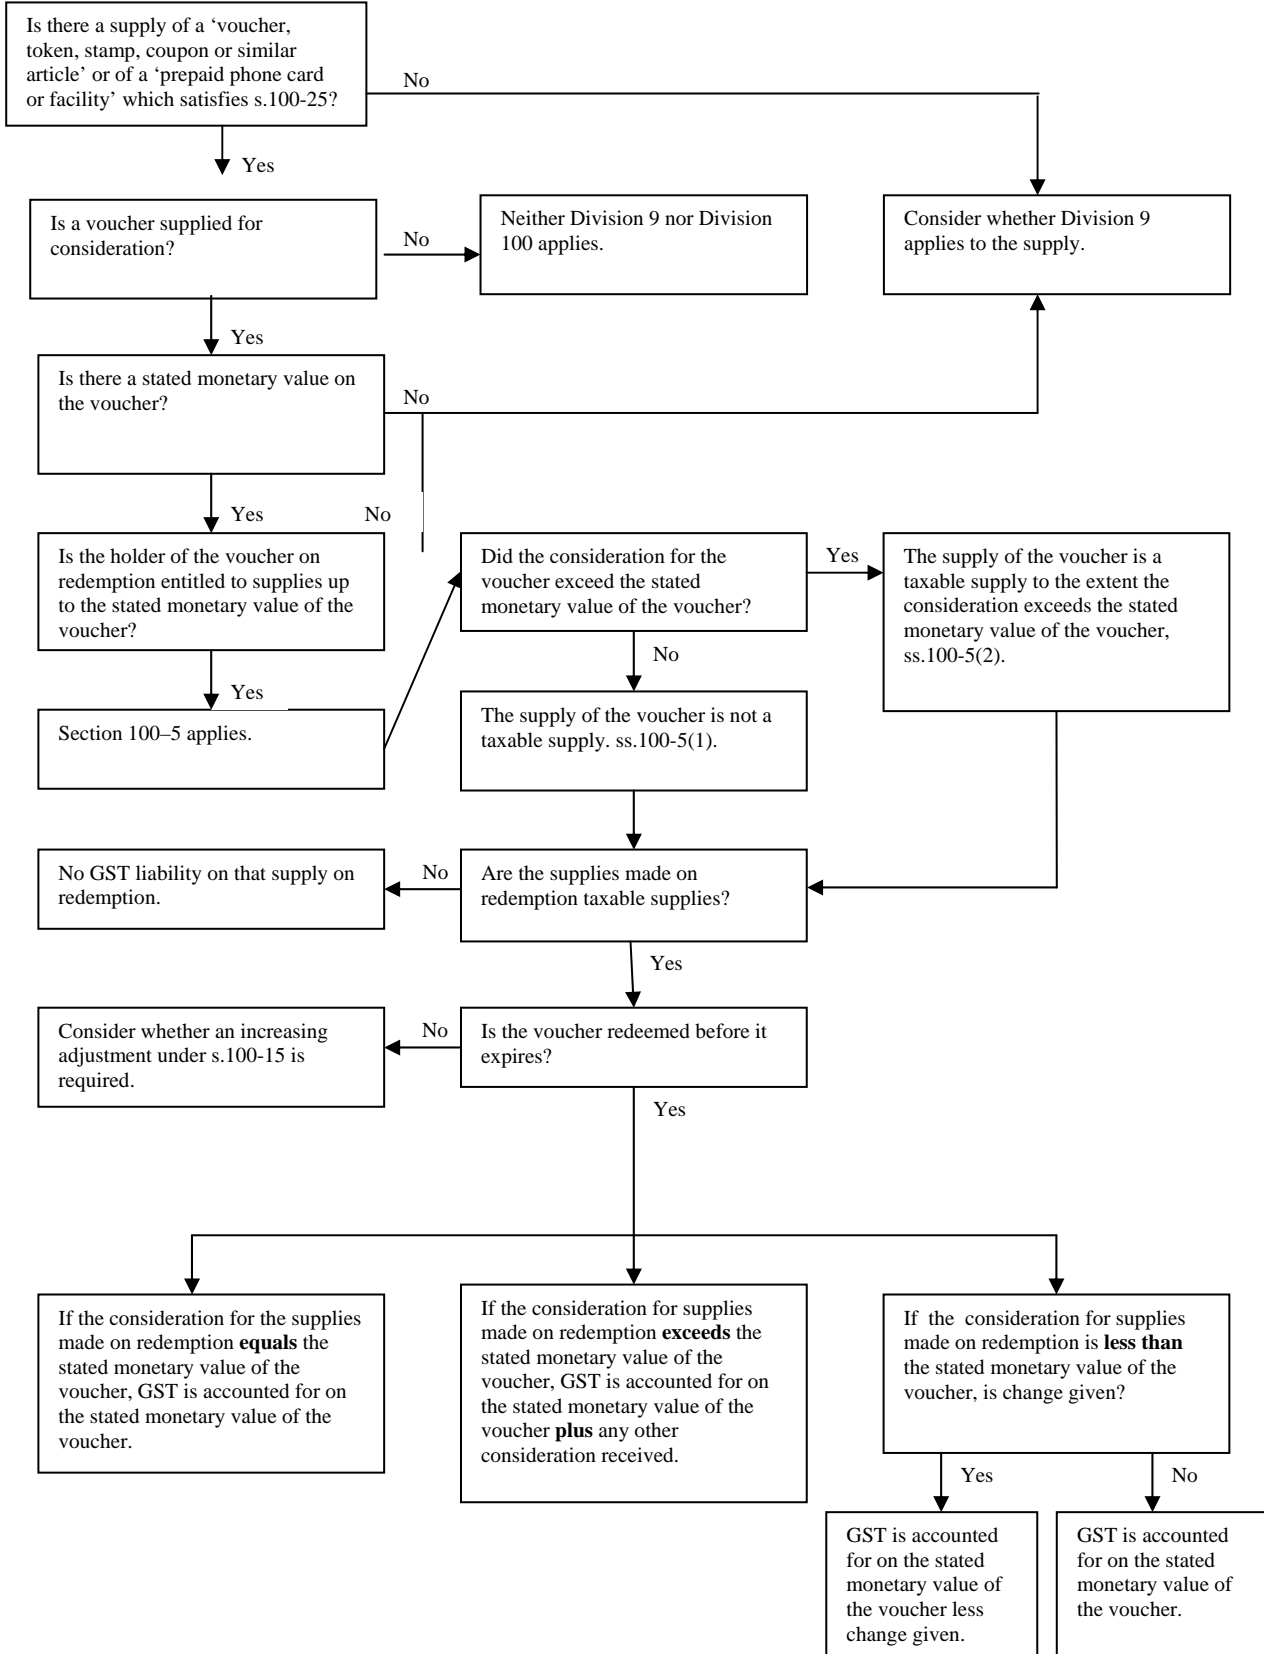 Is there a supply of a ‘voucher,
token, stamp, coupon or similar
article’ or of a ‘prepaid phone card
or facility’ which satisfies s.100-25?
No
Yes
Is a voucher supplied for
consideration?
No
Neither Division 9 nor Division
100 applies.
Consider whether Division 9
applies to the supply.
Yes
Is there a stated monetary value on
the voucher?
No
Yes
No
Is the holder of the voucher on
redemption entitled to supplies up
to the stated monetary value of the
voucher?
Did the consideration for the
voucher exceed the stated
monetary value of the voucher?
Yes
The supply of the voucher is a
taxable supply to the extent the
consideration exceeds the stated
monetary value of the voucher,
ss.100-5(2).
No
Yes
Section 100–5 applies.
The supply of the voucher is not a
taxable supply. ss.100-5(1).
No GST liability on that supply on
redemption.
No
Are the supplies made on
redemption taxable supplies?
Yes
Consider whether an increasing
adjustment under s.100-15 is
required.
No
Is the voucher redeemed before it
expires?
Yes
If the consideration for the supplies
made on redemption equals the
stated monetary value of the
voucher, GST is accounted for on
the stated monetary value of the
voucher.
If the consideration for supplies
made on redemption exceeds the
stated monetary value of the
voucher, GST is accounted for on
the stated monetary value of the
voucher plus any other
consideration received.
If the consideration for supplies
made on redemption is less than
the stated monetary value of the
voucher, is change given?
Yes
No
GST is accounted
for on the stated
monetary value of
the voucher less
change given.
GST is accounted
for on the stated
monetary value of
the voucher.